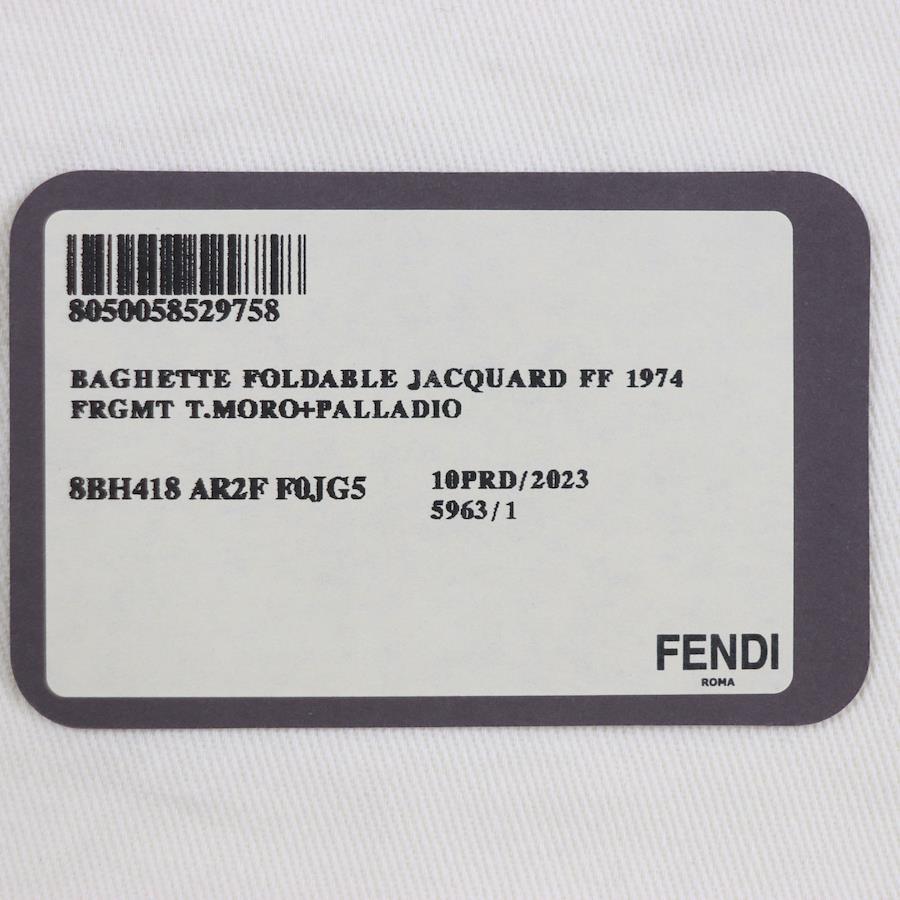 8050058529758
BAGHETTE FOLDABLE JACQUARD FF 1974
FRGMT T.MORO+PALLADIO
8BH418 AR2F F0JG5
10PRD/2023
5963/1
FENDI
ROMA